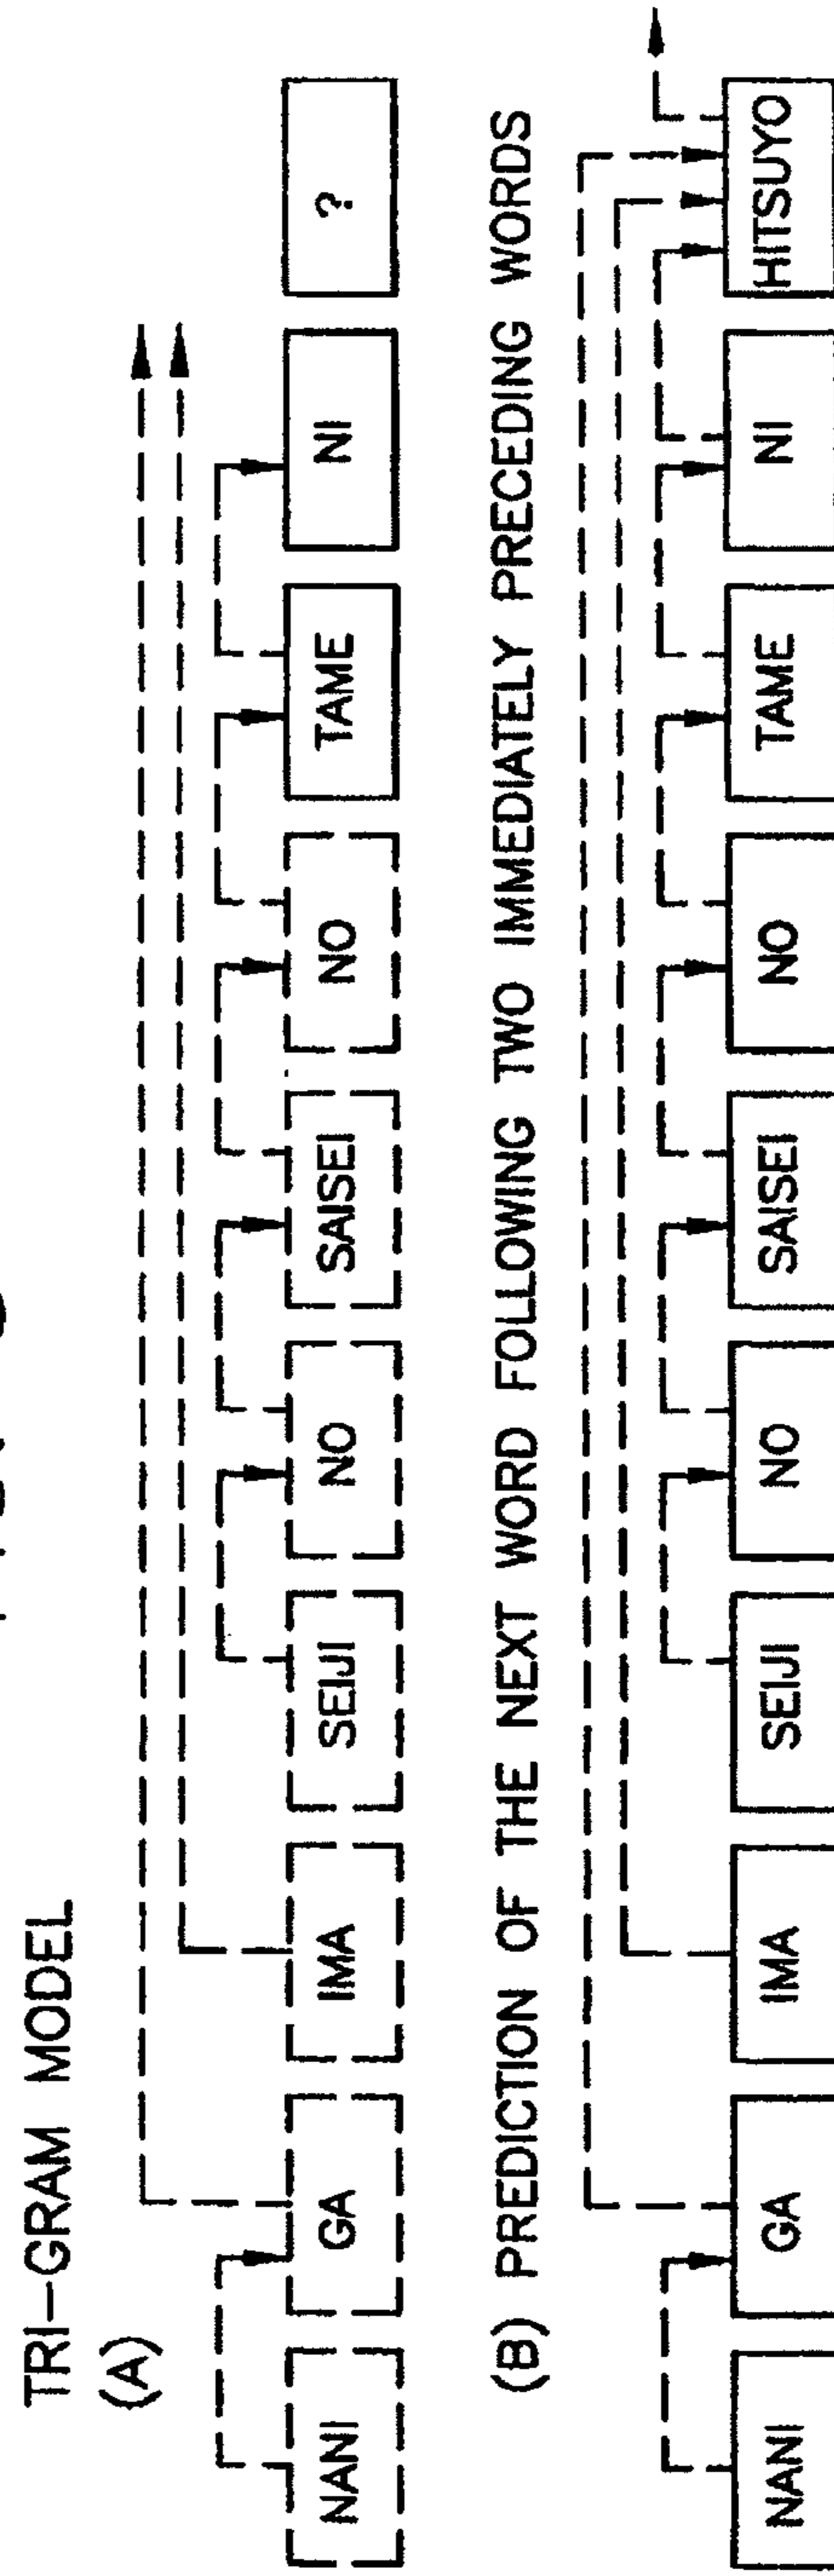 TRI-GRAM MODEL
(A)
NANI GA IMA SEIJI NO SAISEI NO TAME NI ?
(B) PREDICTION OF THE NEXT WORD FOLLOWING TWO IMMEDIATELY PRECEDING WORDS
NANI GA IMA SEIJI NO SAISEI NO TAME NI HITSUYO